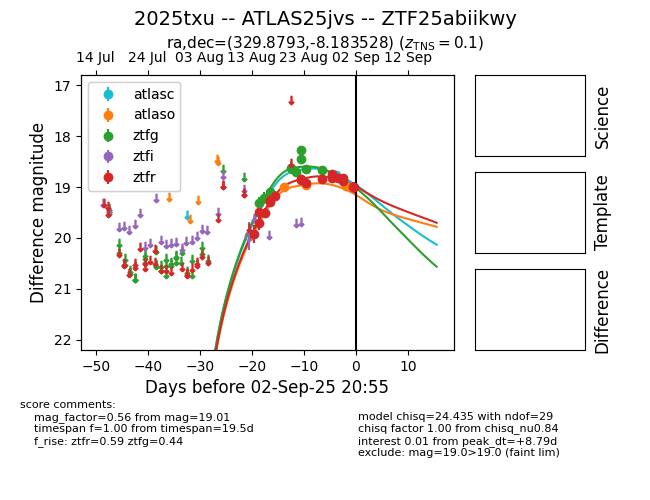 2025txu -- ATLAS25jvs -- ZTF25abiikwy
ra,dec=(329.8793,-8.183528) (z_TNS = 0.1)
14 Jul 24 Jul 03 Aug 13 Aug 23 Aug 02 Sep 12 Sep
atlasc
atlaso
ztfg
ztfi
ztfr
17
18
19
20
21
22
Difference magnitude
−50 −40 −30 −20 −10 0 10
Days before 02-Sep-25 20:55
Science
Template
Difference
score comments:
mag_factor=0.56 from mag=19.01
timespan f=1.00 from timespan=19.5d
f_rise: ztfr=0.59 ztfg=0.44
model chisq=24.435 with ndof=29
chisq factor 1.00 from chisq_nu0.84
interest 0.01 from peak_dt=+8.79d
exclude: mag=19.0>19.0 (faint lim)